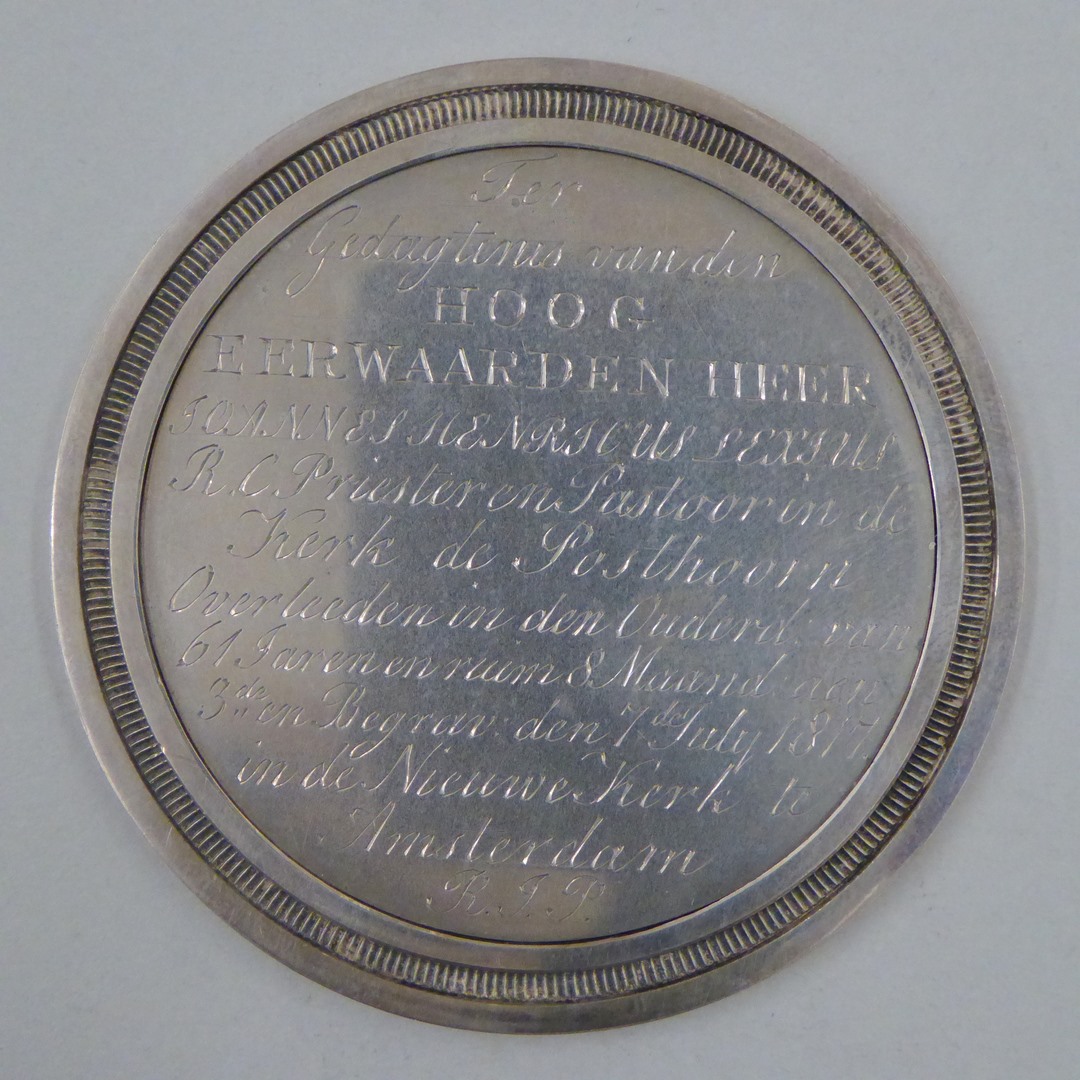 Ter
Gedagtinis van den
HOOG
EERWAARDEN HEER
JOANNES HENRICUS LEXIUS
R.C. Priester en Pastoor in de
Kerk de Posthoorn
Overleeden in den Ouderd: van
61 Jaren en ruim 8 Maand: den
3den en Begrav: den 7de July 1817.
in de Nieuwe Kerk te
Amsterdam
R.I.P.